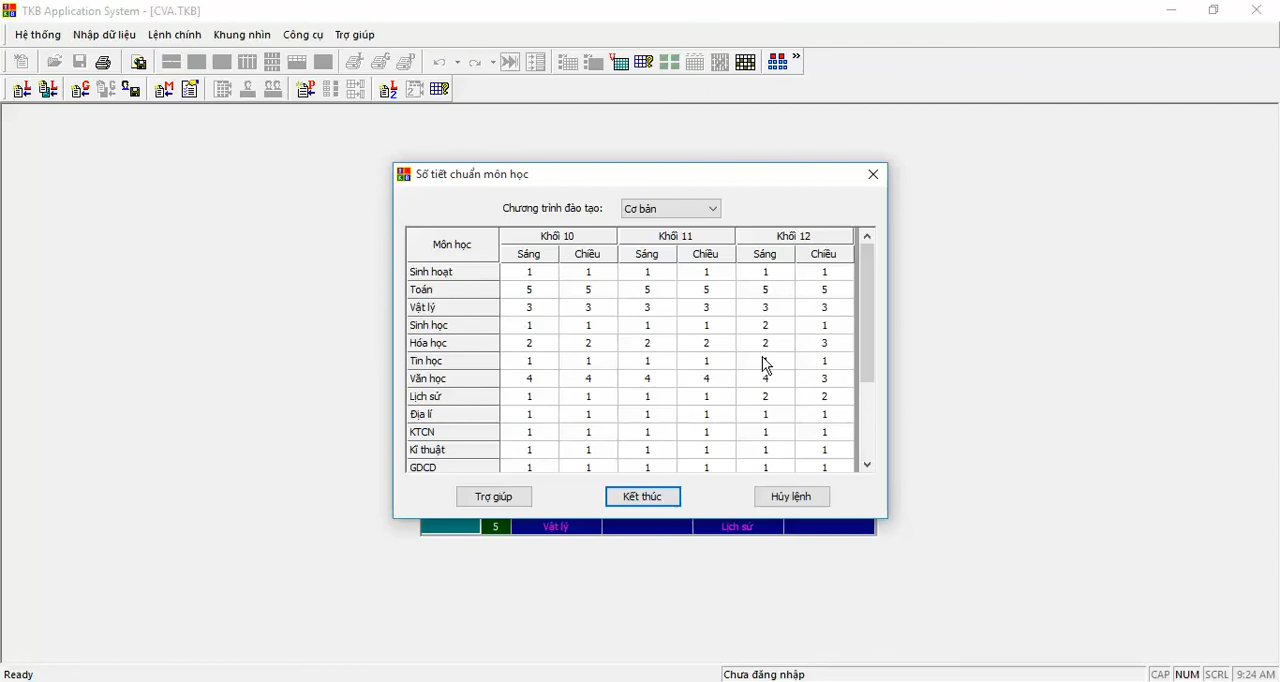 TKB Application System - [CVA.TKB]
Hệ thống Nhập dữ liệu Lệnh chính Khung nhìn Công cụ Trợ giúp
Số tiết chuẩn môn học
Chương trình đào tạo: Cơ bản
Môn học Khối 10 Khối 11 Khối 12
Sáng Chiều Sáng Chiều Sáng Chiều
Sinh hoạt 1 1 1 1 1 1
Toán 5 5 5 5 5 5
Vật lý 3 3 3 3 3 3
Sinh học 1 1 1 1 2 1
Hóa học 2 2 2 2 2 3
Tin học 1 1 1 1 1
Văn học 4 4 4 4 4 3
Lịch sử 1 1 1 1 2 2
Địa lí 1 1 1 1 1 1
KTCN 1 1 1 1 1 1
Kĩ thuật 1 1 1 1 1 1
GDCD 1 1 1 1 1 1
Trợ giúp Kết thúc Hủy lệnh
5 Vật lý Lịch sử
Ready Chưa đăng nhập CAP NUM SCRL 9:24 AM